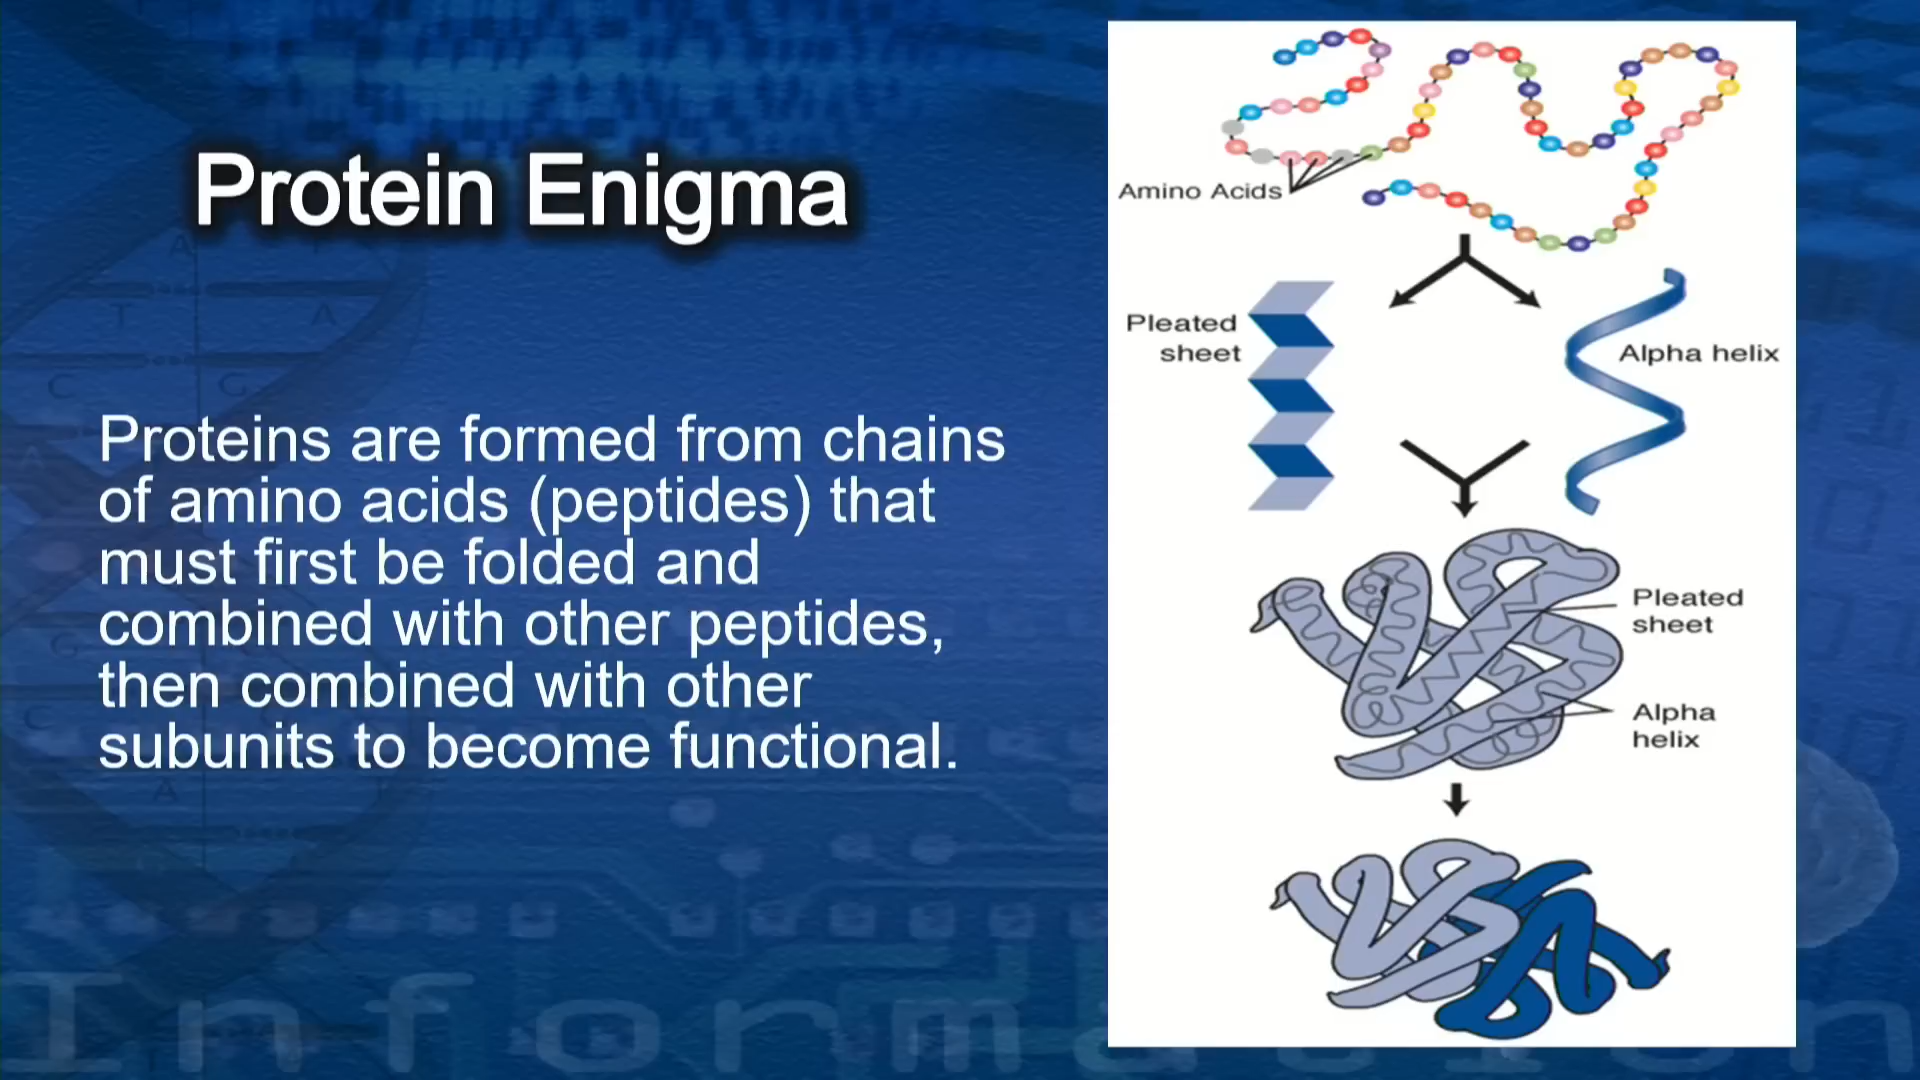 Protein Enigma
Proteins are formed from chains
of amino acids (peptides) that
must first be folded and
combined with other peptides,
then combined with other
subunits to become functional.
Amino Acids
Pleated
sheet
Alpha helix
Pleated
sheet
Alpha
helix
A
T
A
C
G
A
G
C
A
Information